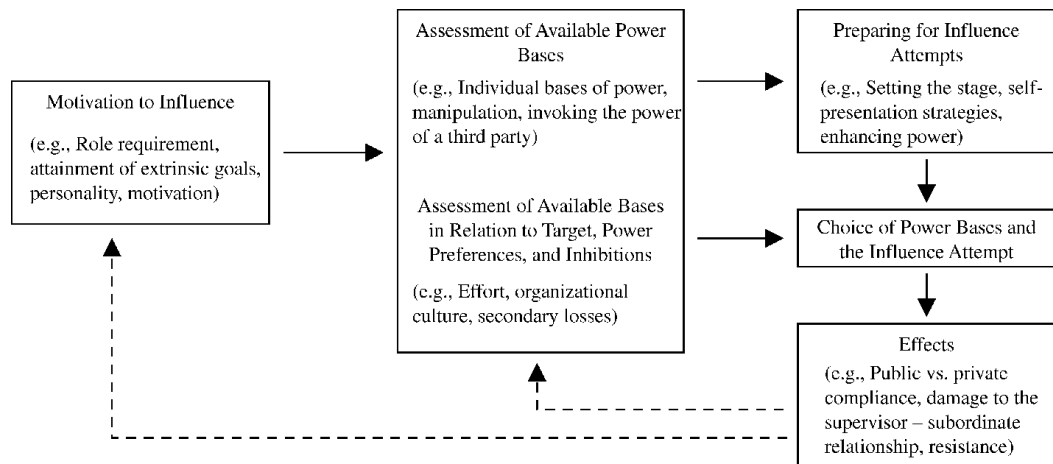 Motivation to Influence
(e.g., Role requirement,
attainment of extrinsic goals,
personality, motivation)
Assessment of Available Power
Bases
(e.g., Individual bases of power,
manipulation, invoking the power
of a third party)
Assessment of Available Bases
in Relation to Target, Power
Preferences, and Inhibitions
(e.g., Effort, organizational
culture, secondary losses)
Preparing for Influence
Attempts
(e.g., Setting the stage, self-
presentation strategies,
enhancing power)
Choice of Power Bases and
the Influence Attempt
Effects
(e.g., Public vs. private
compliance, damage to the
supervisor – subordinate
relationship, resistance)